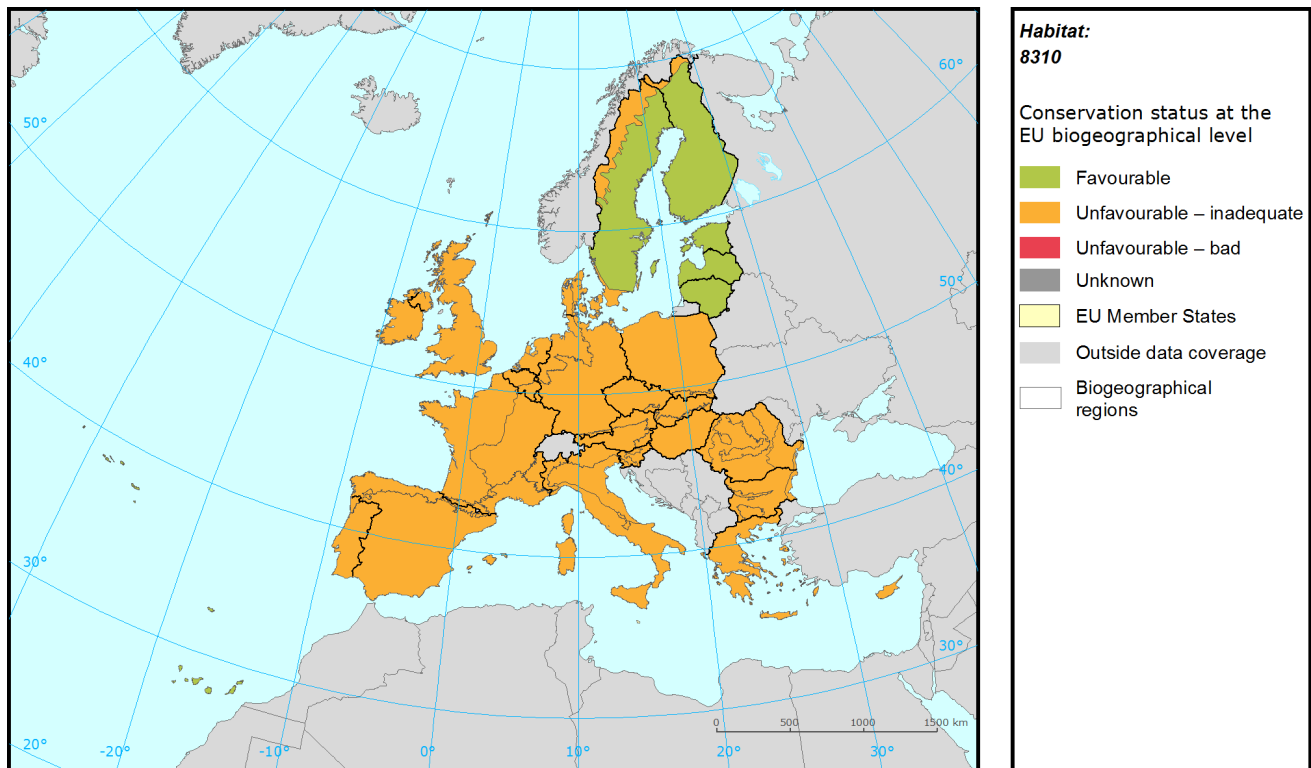 Habitat:
8310
Conservation status at the
EU biogeographical level
Favourable
Unfavourable – inadequate
Unfavourable – bad
Unknown
EU Member States
Outside data coverage
Biogeographical
regions
60°
50°
50°
40°
40°
30°
30°
20°
-20°
-10°
0°
10°
20°
30°
0 500 1000 1500 km